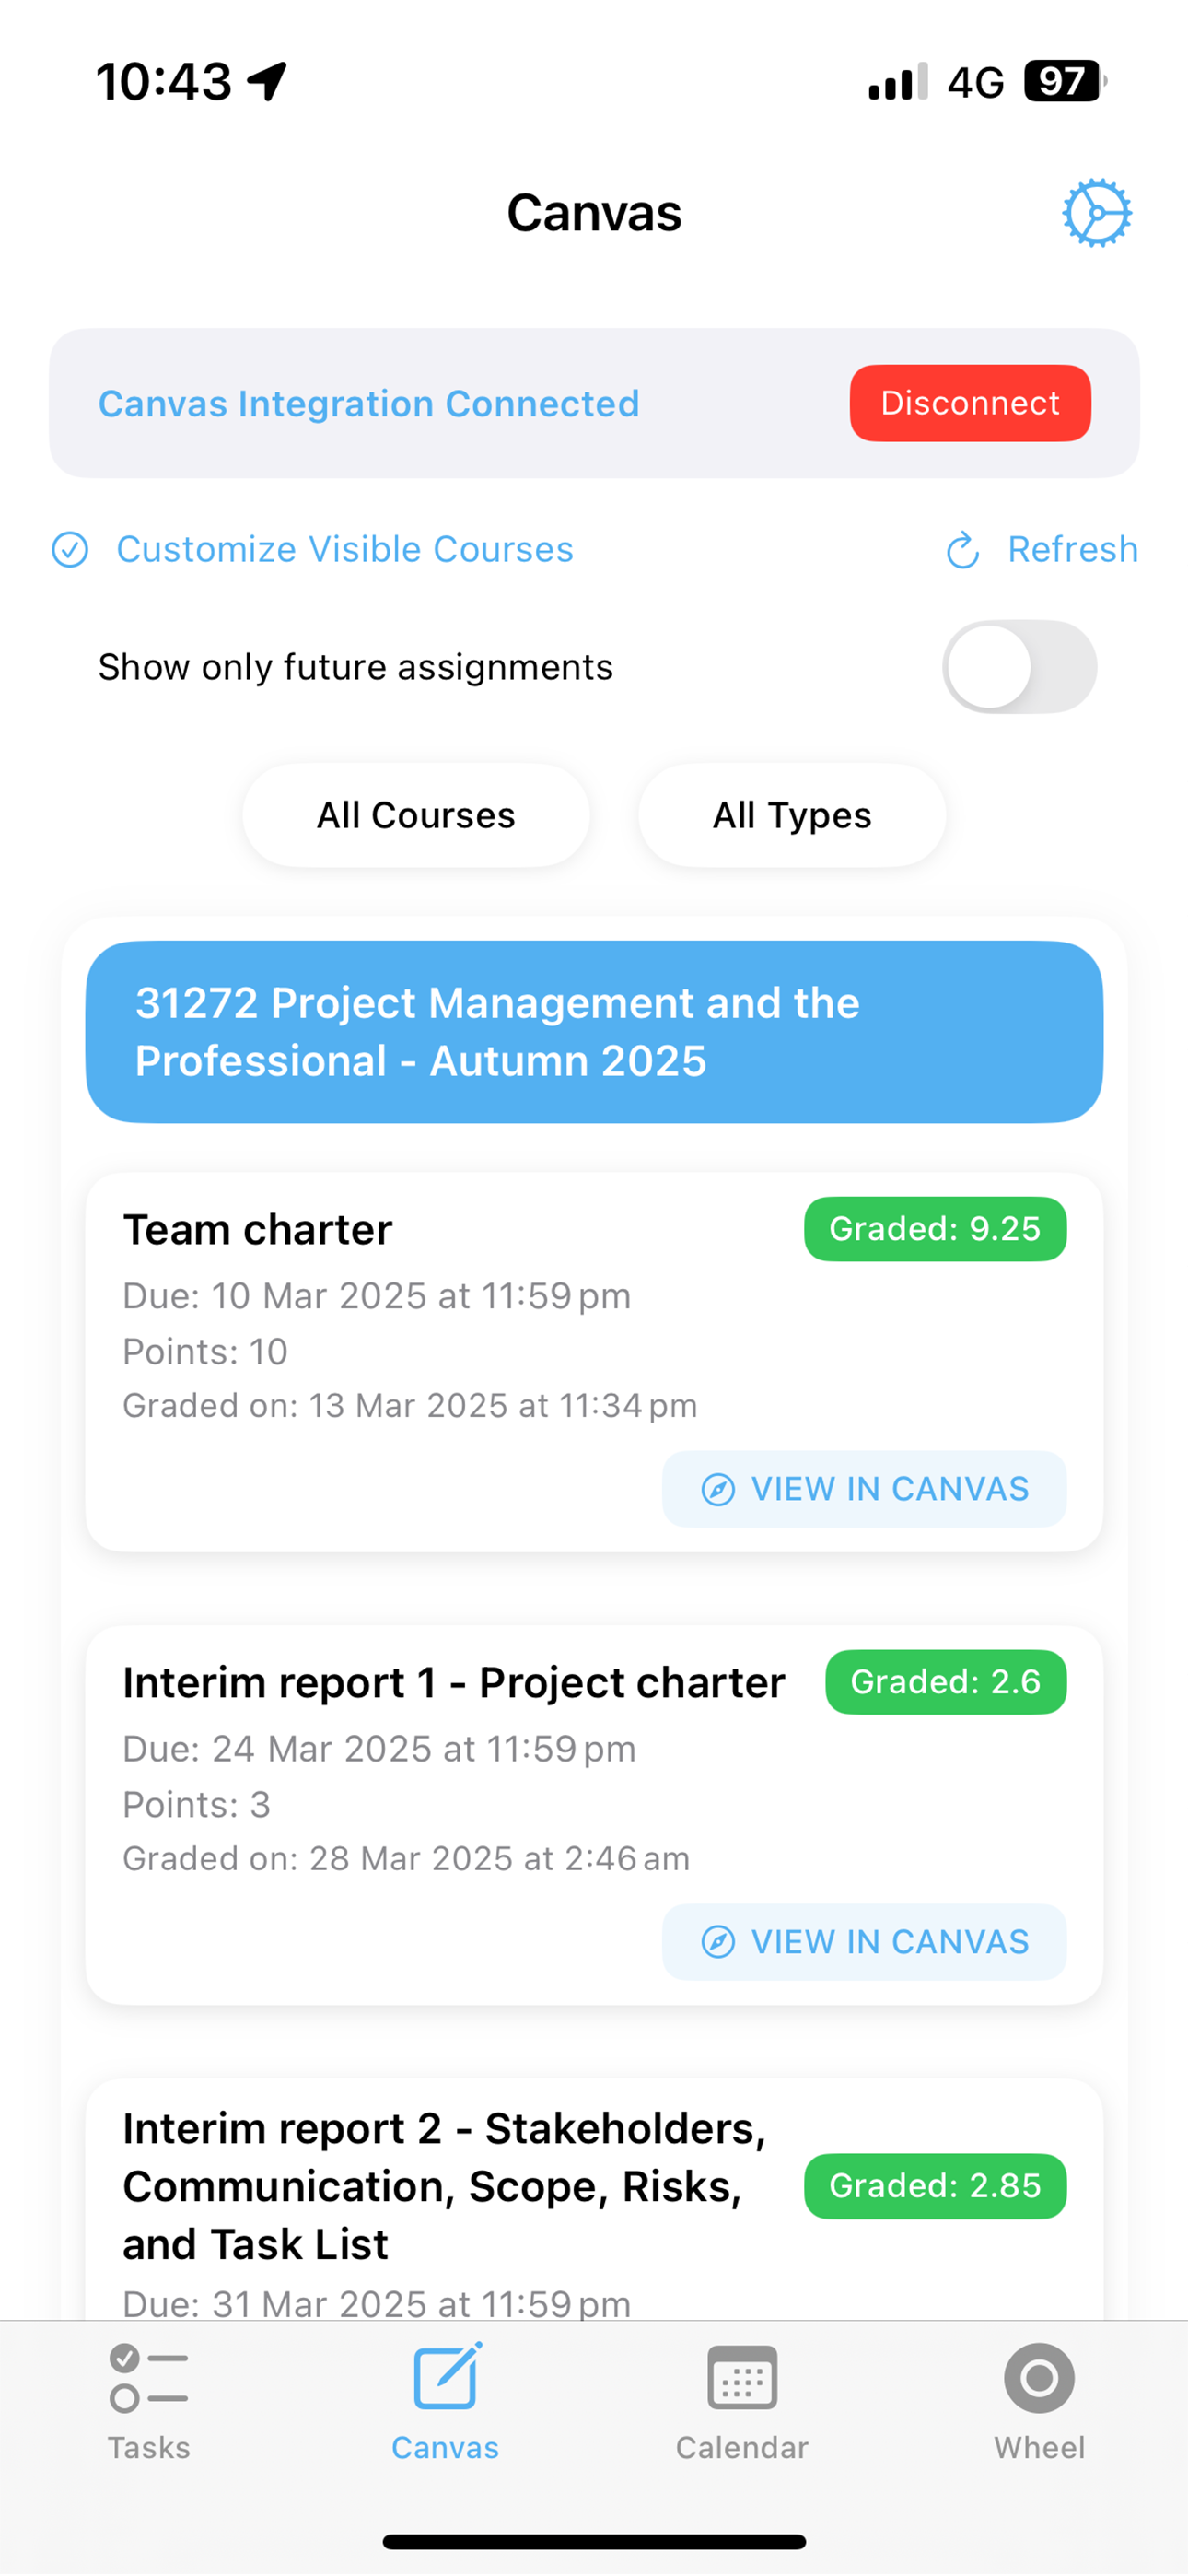 10:43
4G 97
Canvas
Canvas Integration Connected
Disconnect
Customize Visible Courses
Refresh
Show only future assignments
All Courses
All Types
31272 Project Management and the
Professional - Autumn 2025
Team charter
Graded: 9.25
Due: 10 Mar 2025 at 11:59 pm
Points: 10
Graded on: 13 Mar 2025 at 11:34 pm
VIEW IN CANVAS
Interim report 1 - Project charter
Graded: 2.6
Due: 24 Mar 2025 at 11:59 pm
Points: 3
Graded on: 28 Mar 2025 at 2:46 am
VIEW IN CANVAS
Interim report 2 - Stakeholders,
Communication, Scope, Risks,
and Task List
Graded: 2.85
Due: 31 Mar 2025 at 11:59 pm
Tasks
Canvas
Calendar
Wheel